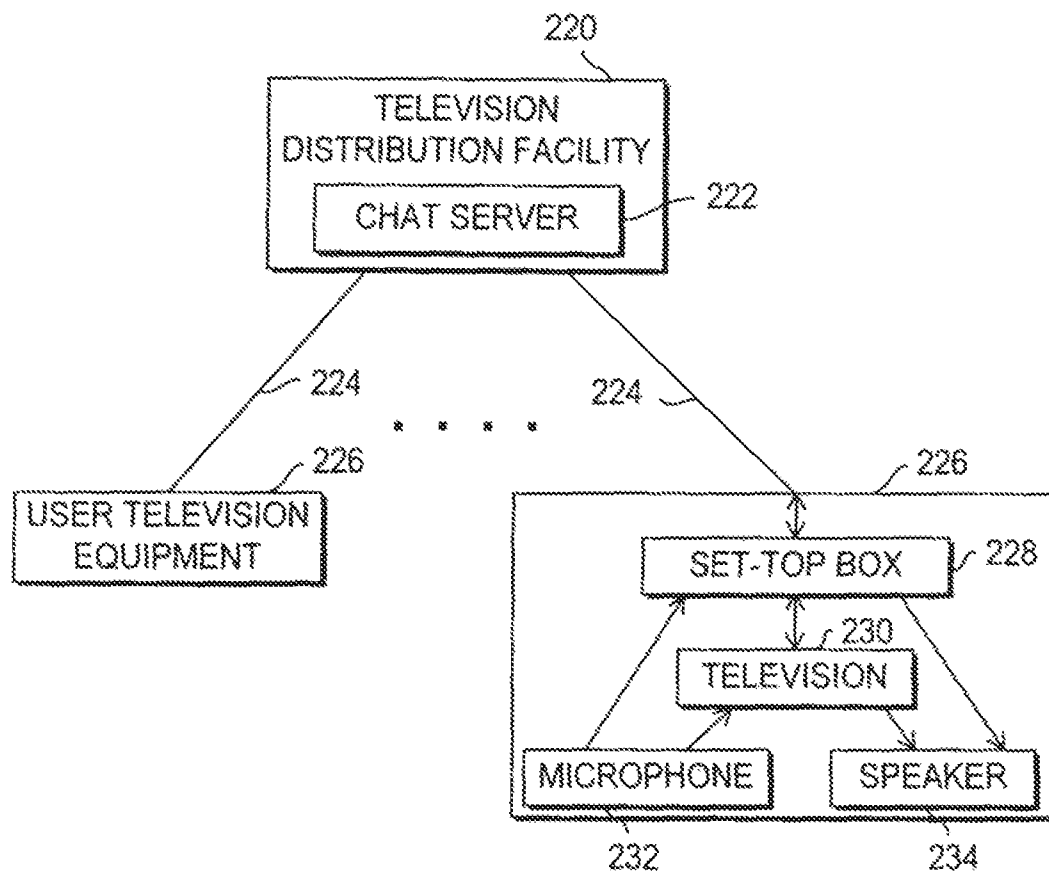 220
TELEVISION
DISTRIBUTION FACILITY
CHAT SERVER
222
224
224
226
USER TELEVISION
EQUIPMENT
226
SET-TOP BOX
228
230
TELEVISION
MICROPHONE
SPEAKER
232
234